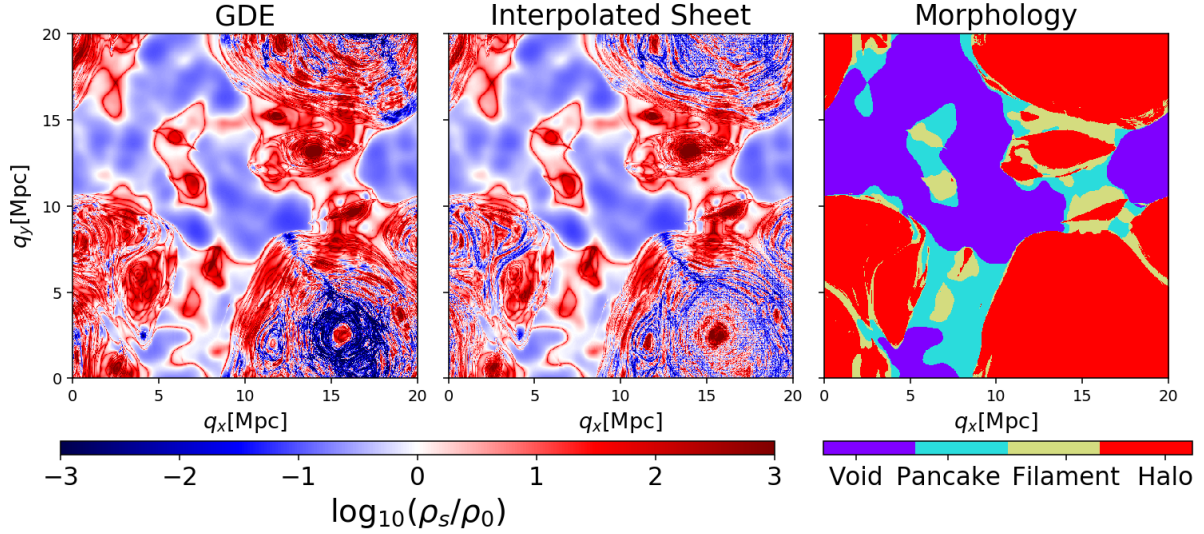 GDE Interpolated Sheet Morphology
20
15
10
5
0
q_y[Mpc]
0 5 10 15 20 0 5 10 15 20 0 5 10 15 20
q_x[Mpc] q_x[Mpc] q_x[Mpc]
−3 −2 −1 0 1 2 3 Void Pancake Filament Halo
log₁₀(ρ_s/ρ₀)